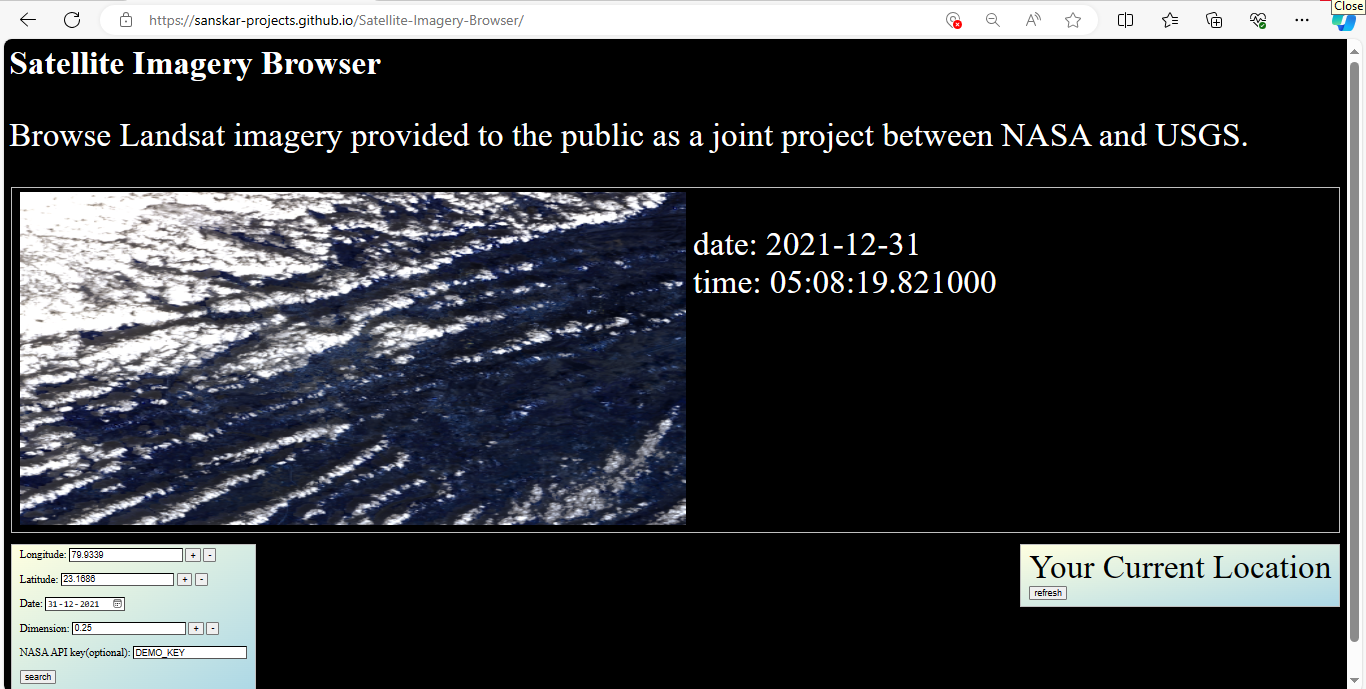 Close
https://sanskar-projects.github.io/Satellite-Imagery-Browser/
Satellite Imagery Browser
Browse Landsat imagery provided to the public as a joint project between NASA and USGS.
date: 2021-12-31
time: 05:08:19.821000
Longitude: 79.9339 + -
Latitude: 23.1686 + -
Date: 31-12-2021
Dimension: 0.25 + -
NASA API key(optional): DEMO_KEY
search
Your Current Location
refresh